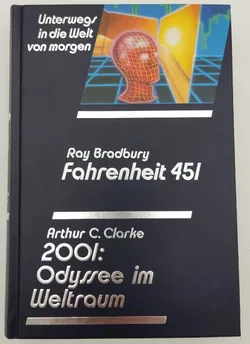 Unterwegs
in die Welt
von morgen
Ray Bradbury
Fahrenheit 451
Arthur C. Clarke
2001:
Odyssee im
Weltraum